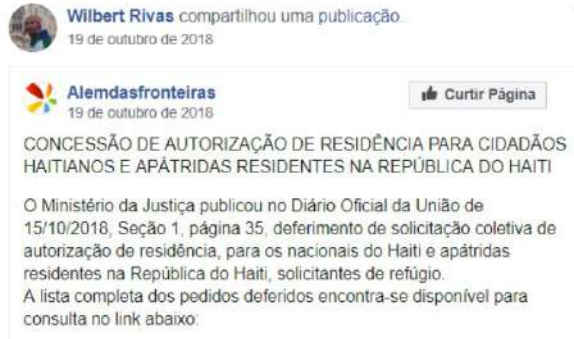 Wilbert Rivas compartilhou uma publicação.
19 de outubro de 2018
Alemdasfronteiras
19 de outubro de 2018
Curtir Página
CONCESSÃO DE AUTORIZAÇÃO DE RESIDÊNCIA PARA CIDADÃOS
HAITIANOS E APÁTRIDAS RESIDENTES NA REPÚBLICA DO HAITI
O Ministério da Justiça publicou no Diário Oficial da União de
15/10/2018, Seção 1, página 35, deferimento de solicitação coletiva de
autorização de residência, para os nacionais do Haiti e apátridas
residentes na República do Haiti, solicitantes de refúgio.
A lista completa dos pedidos deferidos encontra-se disponível para
consulta no link abaixo: